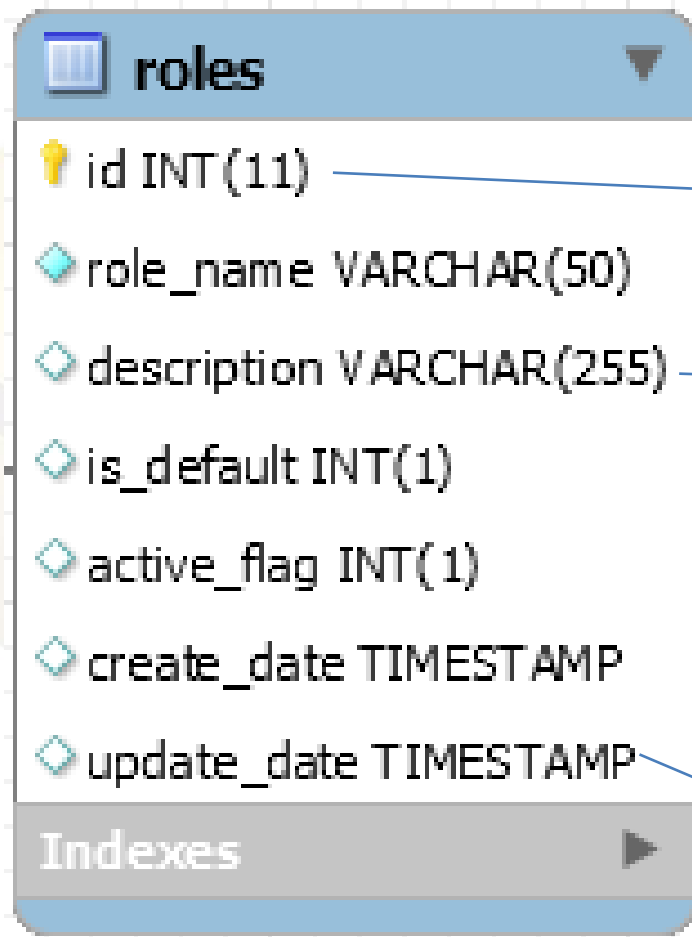 roles
id INT(11)
role_name VARCHAR(50)
description VARCHAR(255)
is_default INT(1)
active_flag INT(1)
create_date TIMESTAMP
update_date TIMESTAMP
Indexes